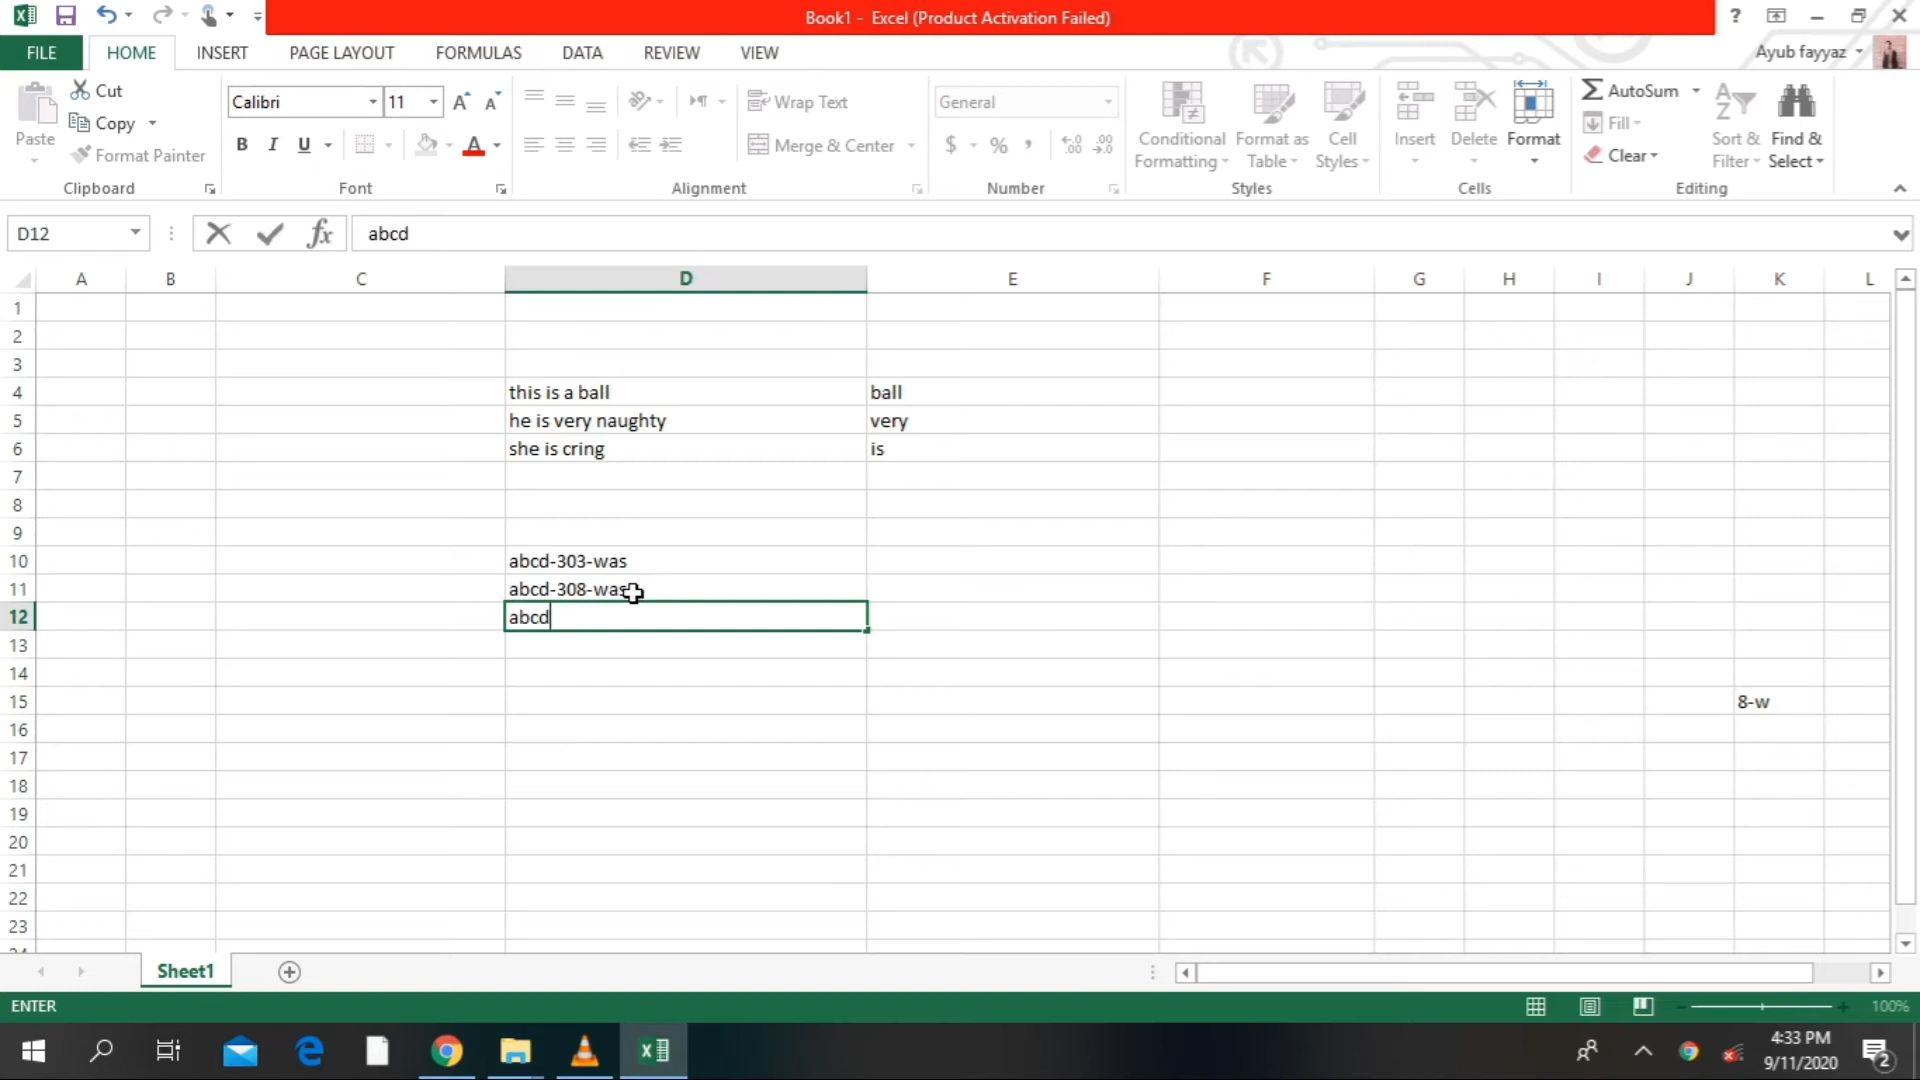 Book1 - Excel (Product Activation Failed)
?
FILE HOME INSERT PAGE LAYOUT FORMULAS DATA REVIEW VIEW
Ayub fayyaz
Paste
Cut
Copy
Format Painter
Clipboard
Calibri 11
B I U
Font
Wrap Text
Merge & Center
Alignment
General
$ % ,
Number
Conditional Formatting
Format as Table
Cell Styles
Styles
Insert
Delete
Format
Cells
AutoSum
Fill
Clear
Sort & Filter
Find & Select
Editing
D12
fx
abcd
A B C D E F G H I J K L
1
2
3
4 this is a ball ball
5 he is very naughty very
6 she is cring is
7
8
9
10 abcd-303-was
11 abcd-308-was
12 abcd
13
14
15 8-w
16
17
18
19
20
21
22
23
Sheet1
ENTER
100%
4:33 PM
9/11/2020
2